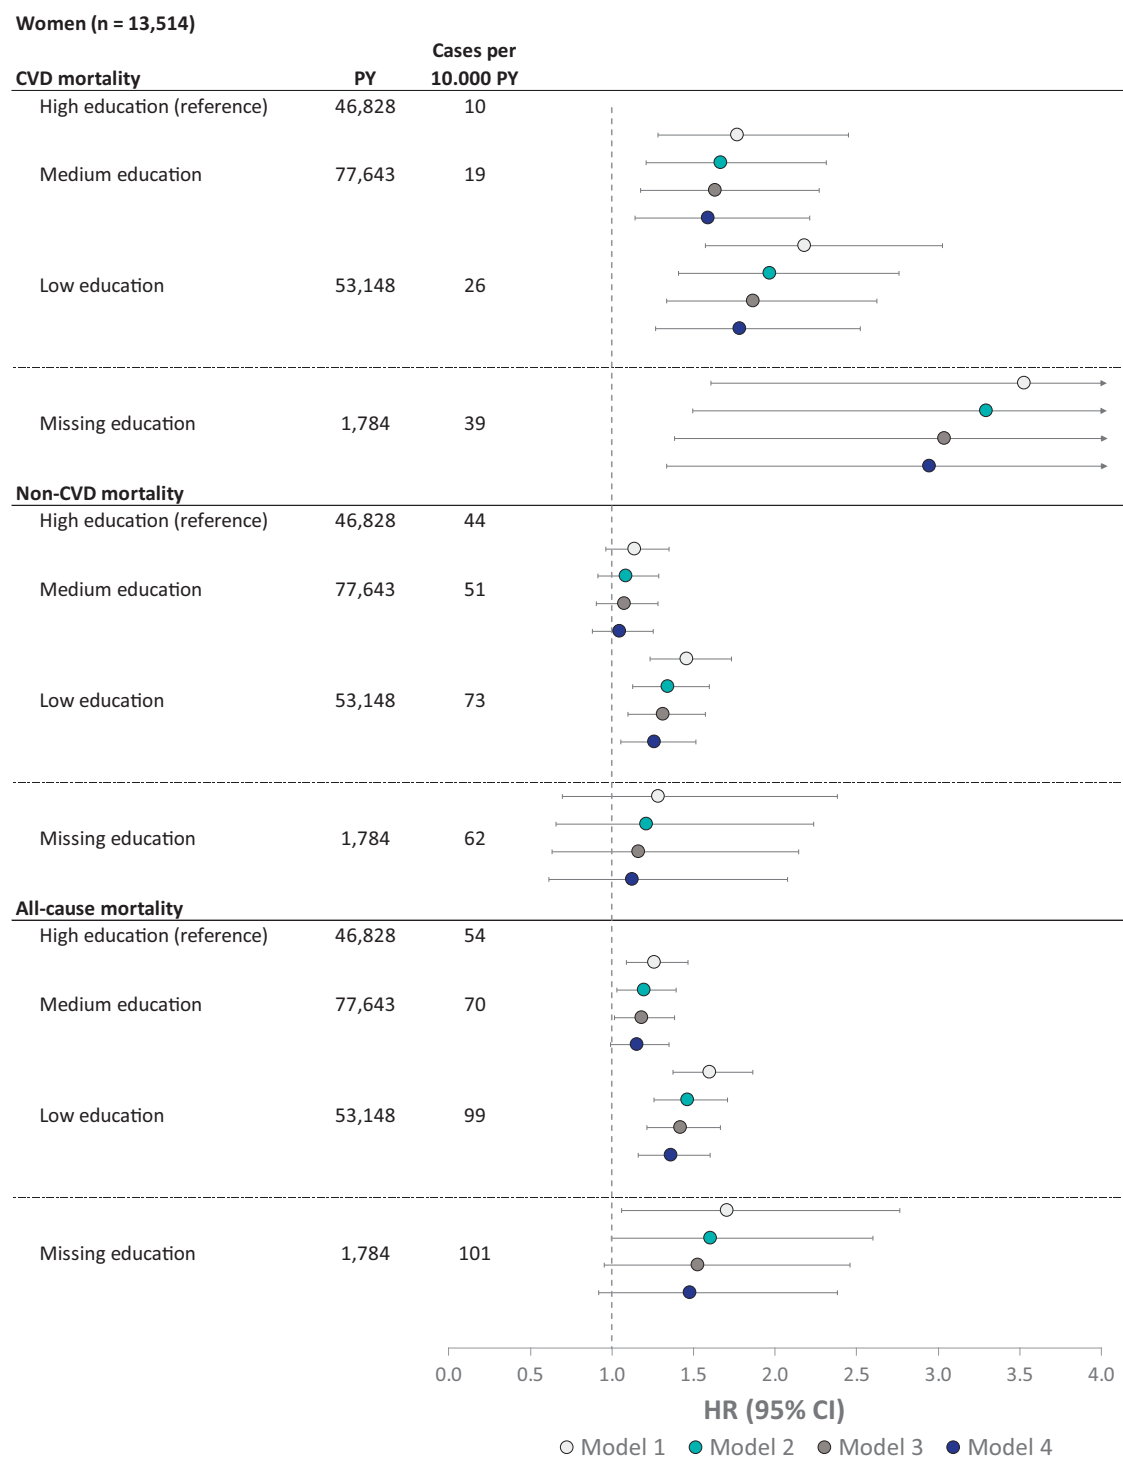 Women (n = 13,514)
Cases per
CVD mortality PY 10.000 PY
High education (reference) 46,828 10
Medium education 77,643 19
Low education 53,148 26
Missing education 1,784 39
Non-CVD mortality
High education (reference) 46,828 44
Medium education 77,643 51
Low education 53,148 73
Missing education 1,784 62
All-cause mortality
High education (reference) 46,828 54
Medium education 77,643 70
Low education 53,148 99
Missing education 1,784 101
0.0 0.5 1.0 1.5 2.0 2.5 3.0 3.5 4.0
HR (95% CI)
Model 1 Model 2 Model 3 Model 4